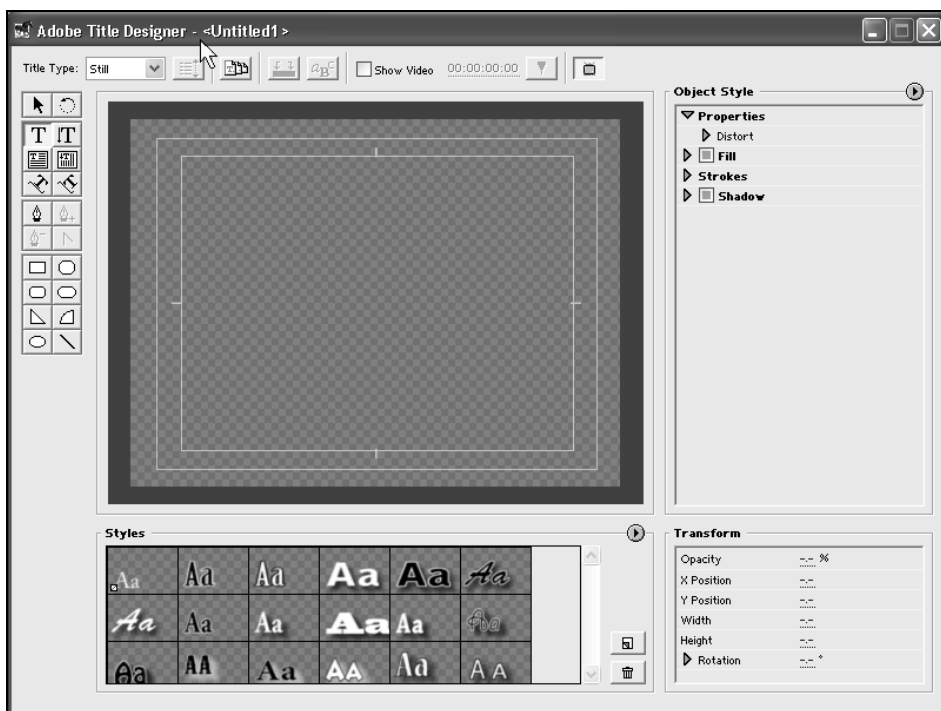 Adobe Title Designer - <Untitled1 >
Title Type: Still
Show Video 00:00:00:00
Object Style
Properties
Distort
Fill
Strokes
Shadow
Styles
Aa Aa Aa Aa Aa Aa
Aa Aa Aa Aa Aa Aa
Aa AA Aa AA Aa AA
Transform
Opacity -.- %
X Position -.-
Y Position -.-
Width -.-
Height -.-
Rotation -.- °